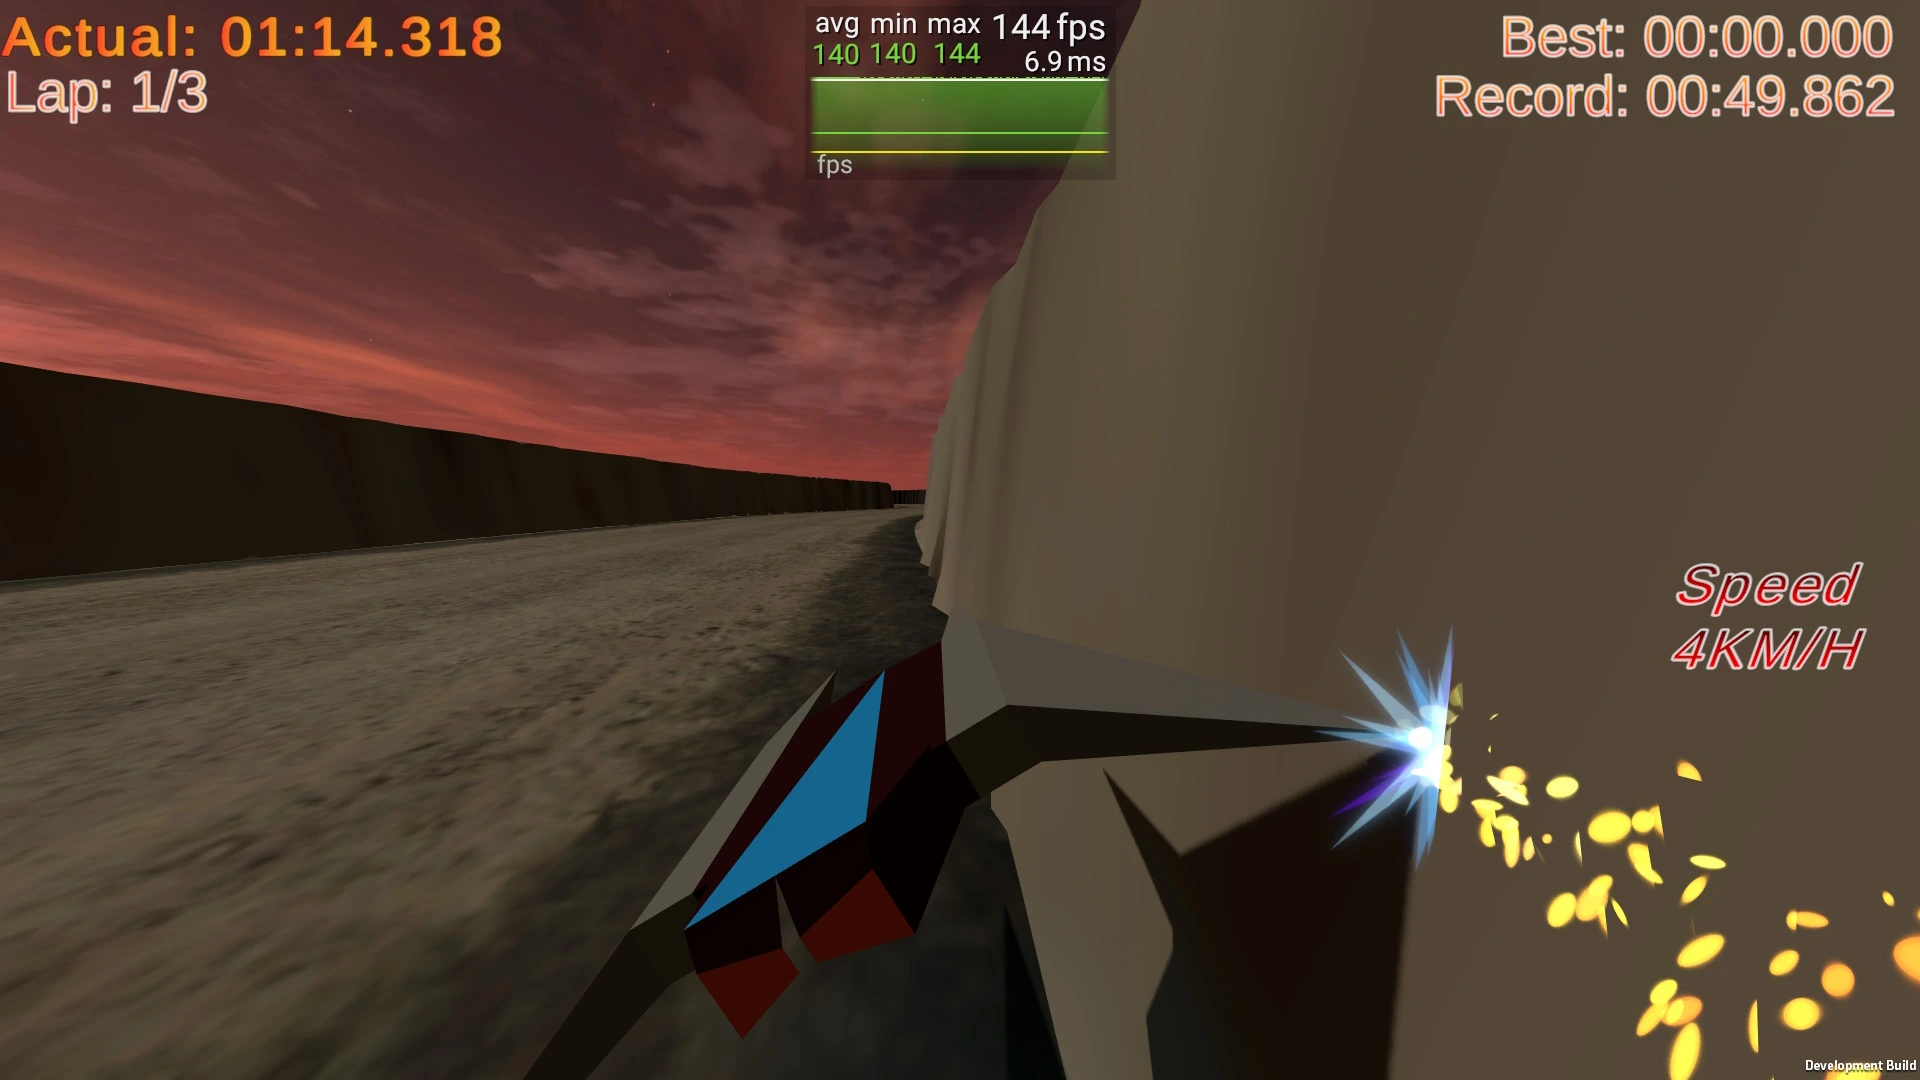 Actual: 01:14.318
Lap: 1/3
avg min max 144 fps
140 140 144 6.9 ms
fps
Best: 00:00.000
Record: 00:49.862
Speed
4KM/H
Development Build